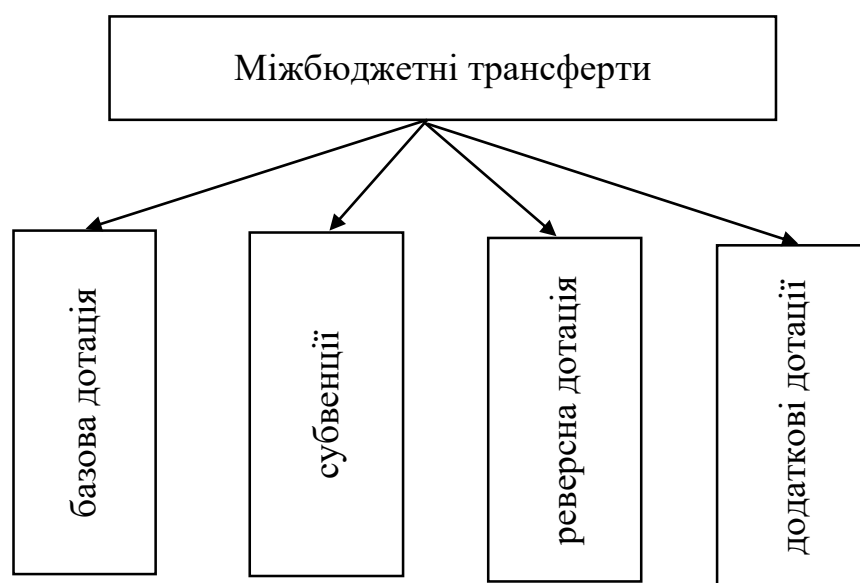 Міжбюджетні трансферти
базова дотація
субвенції
реверсна дотація
додаткові дотації